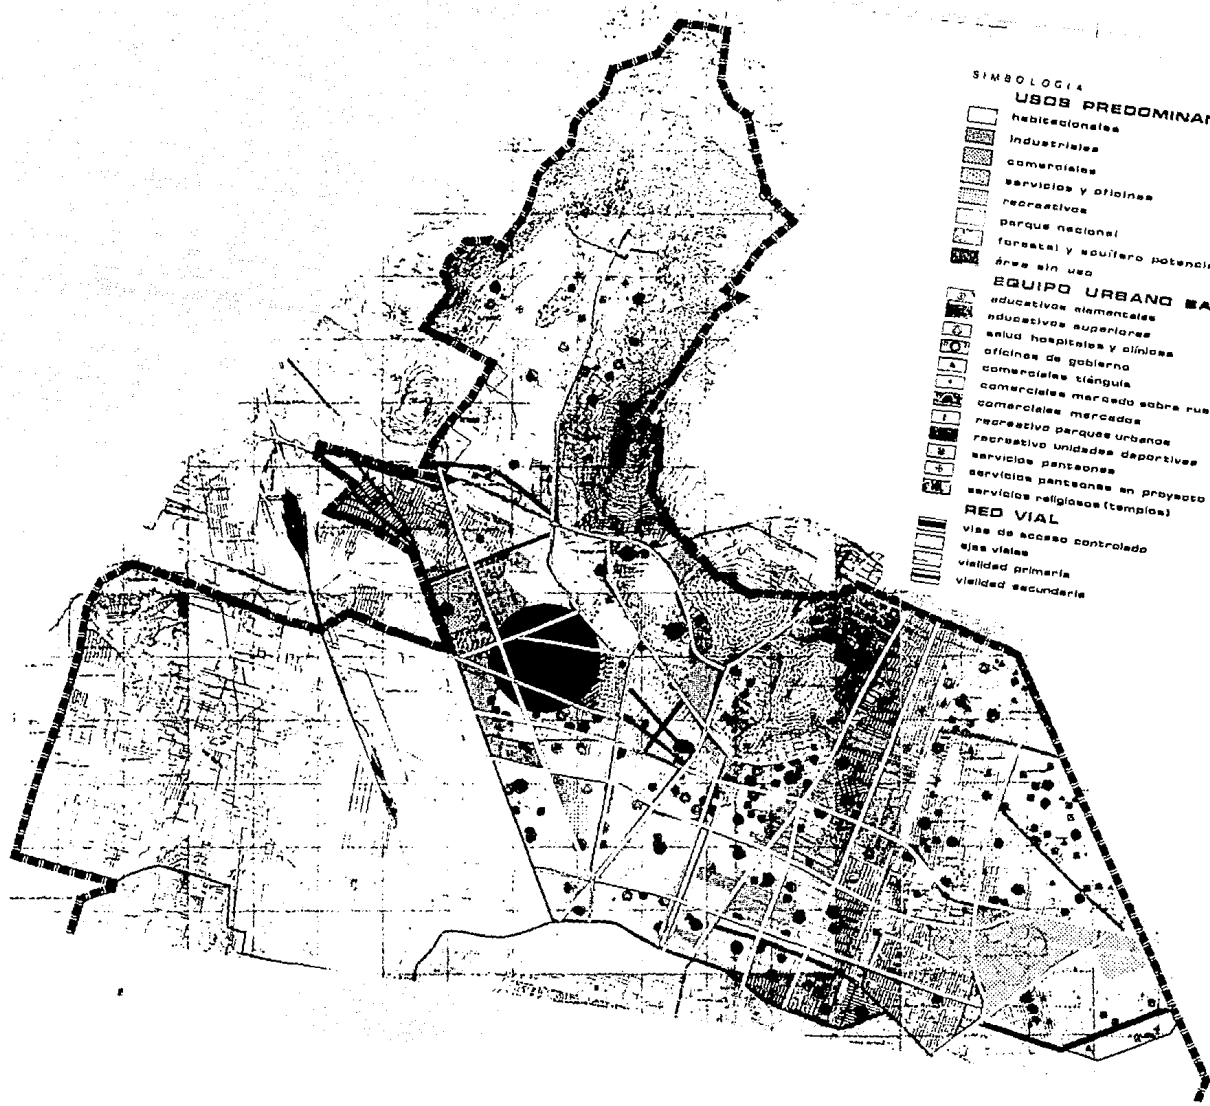 SIMBOLOGIA
USOS PREDOMINAN
habitacionales
industriales
comerciales
servicios y oficinas
recreativos
parque nacional
forestal y acuifero potencia
área sin uso
EQUIPO URBANO BA
educativos elementales
educativos superiores
salud hospitales y clínicas
oficinas de gobierno
comerciales tianguis
comerciales mercado sobre rue
comerciales mercados
recreativo parques urbanos
recreativo unidades deportivas
servicios panteones
servicios panteones en proyecto
servicios religiosos (templos)
RED VIAL
vias de acceso controlado
ejes viales
vialidad primaria
vialidad secundaria